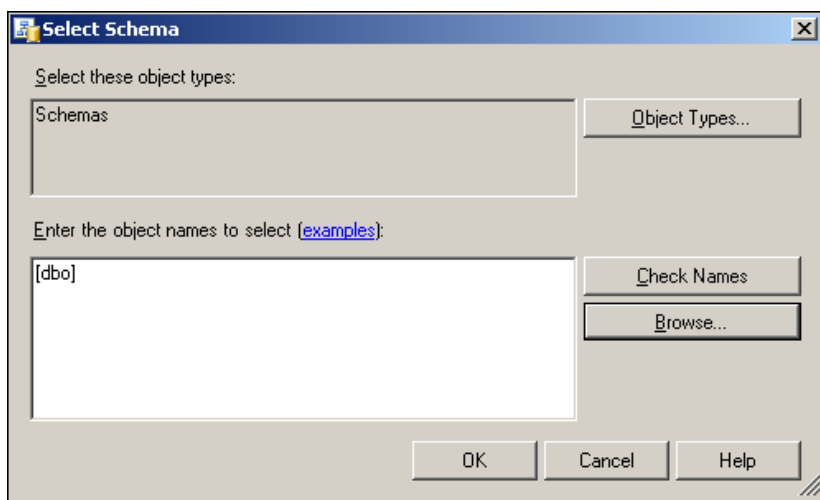 Select Schema
Select these object types:
Schemas
Object Types...
Enter the object names to select (examples):
[dbo]
Check Names
Browse...
OK
Cancel
Help